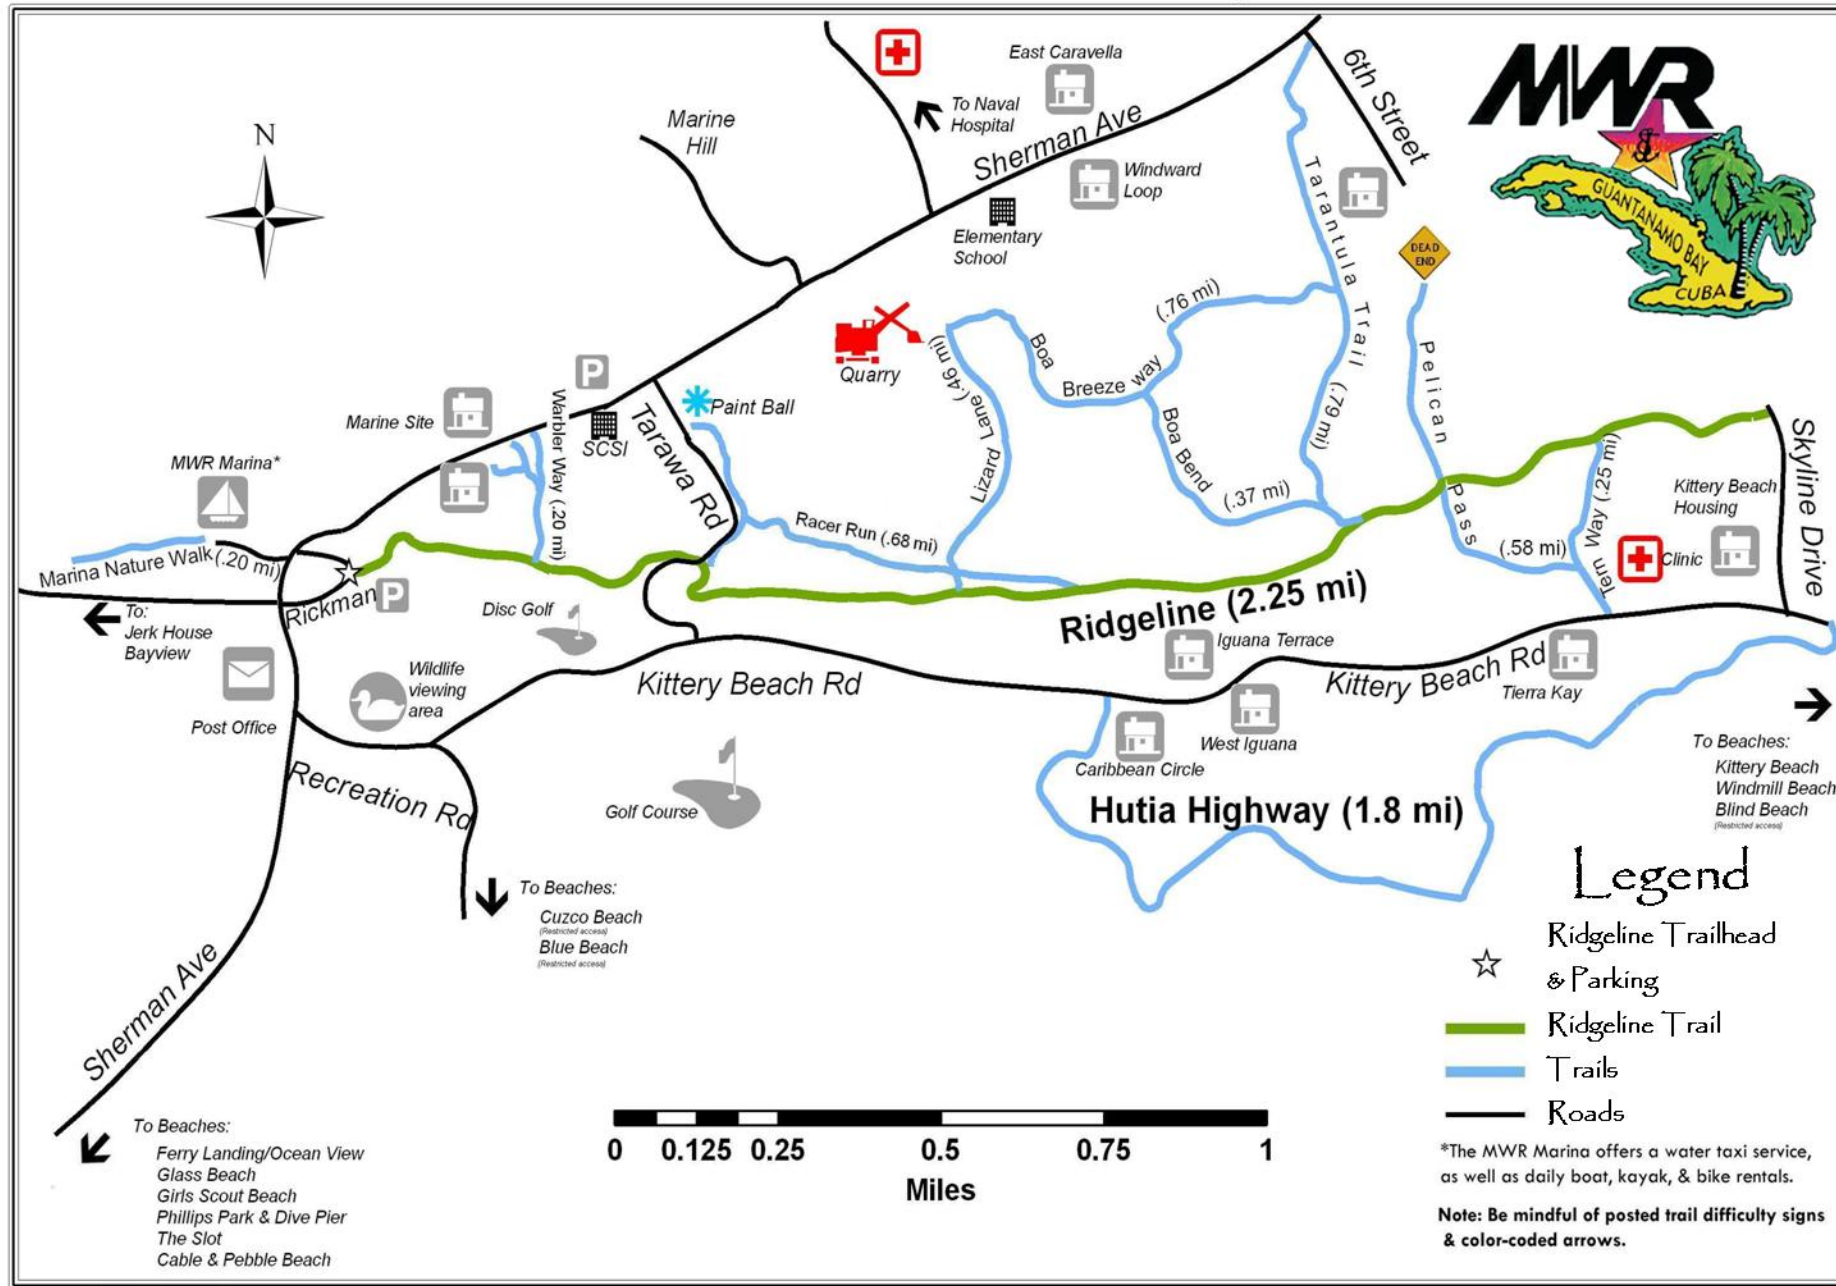 N
Marine
Hill
East Caravella
To Naval
Hospital
Sherman Ave
6th Street
MWR
&
GUANTANAMO BAY
CUBA
Windward
Loop
Elementary
School
DEAD
END
Tarantula Trail (.79 mi)
Quarry
Lizard Lane (.46 mi)
Boa
Breeze way
(.76 mi)
Boa Bend
(.37 mi)
Pelican
Pass
(.58 mi)
P
Marine Site
Warbler Way (.20 mi)
SCSI
Tarawa Rd
Paint Ball
MWR Marina*
Racer Run (.68 mi)
Tern Way (.25 mi)
Kittery Beach
Housing
Skyline Drive
Clinic
Marina Nature Walk (.20 mi)
Rickman
P
To:
Jerk House
Bayview
Disc Golf
Ridgeline (2.25 mi)
Iguana Terrace
Post Office
Wildlife
viewing
area
Kittery Beach Rd
Kittery Beach Rd
Tierra Kay
West Iguana
Caribbean Circle
Recreation Rd
Golf Course
Hutia Highway (1.8 mi)
To Beaches:
Kittery Beach
Windmill Beach
Blind Beach
(Restricted access)
To Beaches:
Cuzco Beach
(Restricted access)
Blue Beach
(Restricted access)
Sherman Ave
To Beaches:
Ferry Landing/Ocean View
Glass Beach
Girls Scout Beach
Phillips Park & Dive Pier
The Slot
Cable & Pebble Beach
0 0.125 0.25 0.5 0.75 1
Miles
Legend
Ridgeline Trailhead
& Parking
Ridgeline Trail
Trails
Roads
*The MWR Marina offers a water taxi service,
as well as daily boat, kayak, & bike rentals.
Note: Be mindful of posted trail difficulty signs
& color-coded arrows.